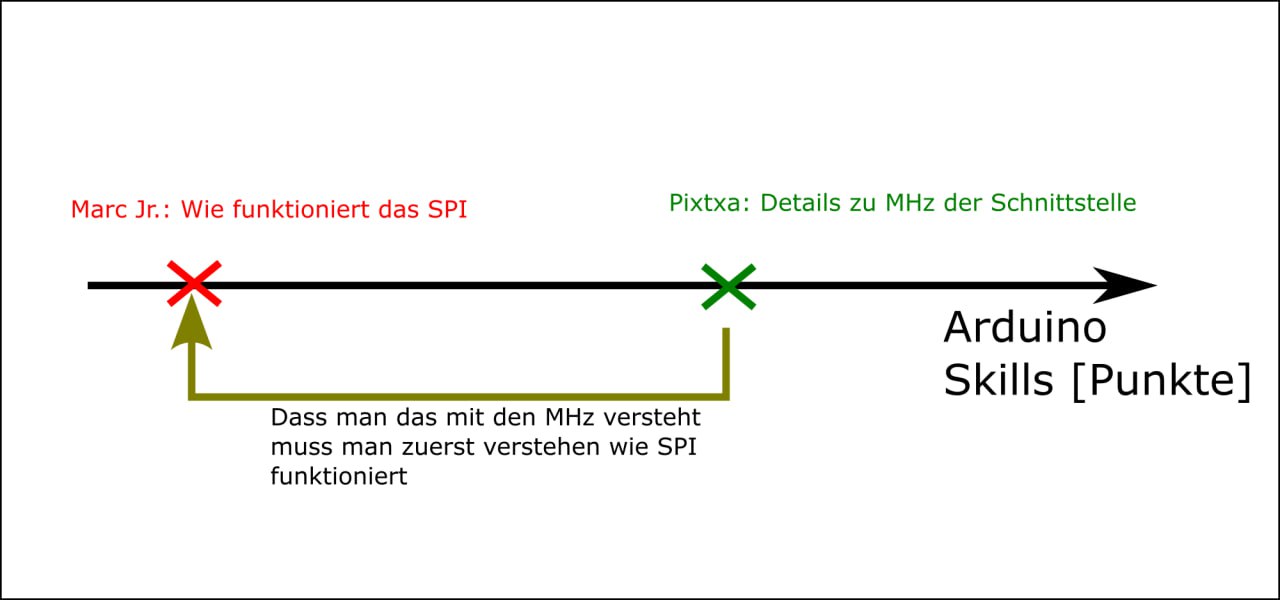 Marc Jr.: Wie funktioniert das SPI
Pixtxa: Details zu MHz der Schnittstelle
Arduino
Skills [Punkte]
Dass man das mit den MHz versteht
muss man zuerst verstehen wie SPI
funktioniert